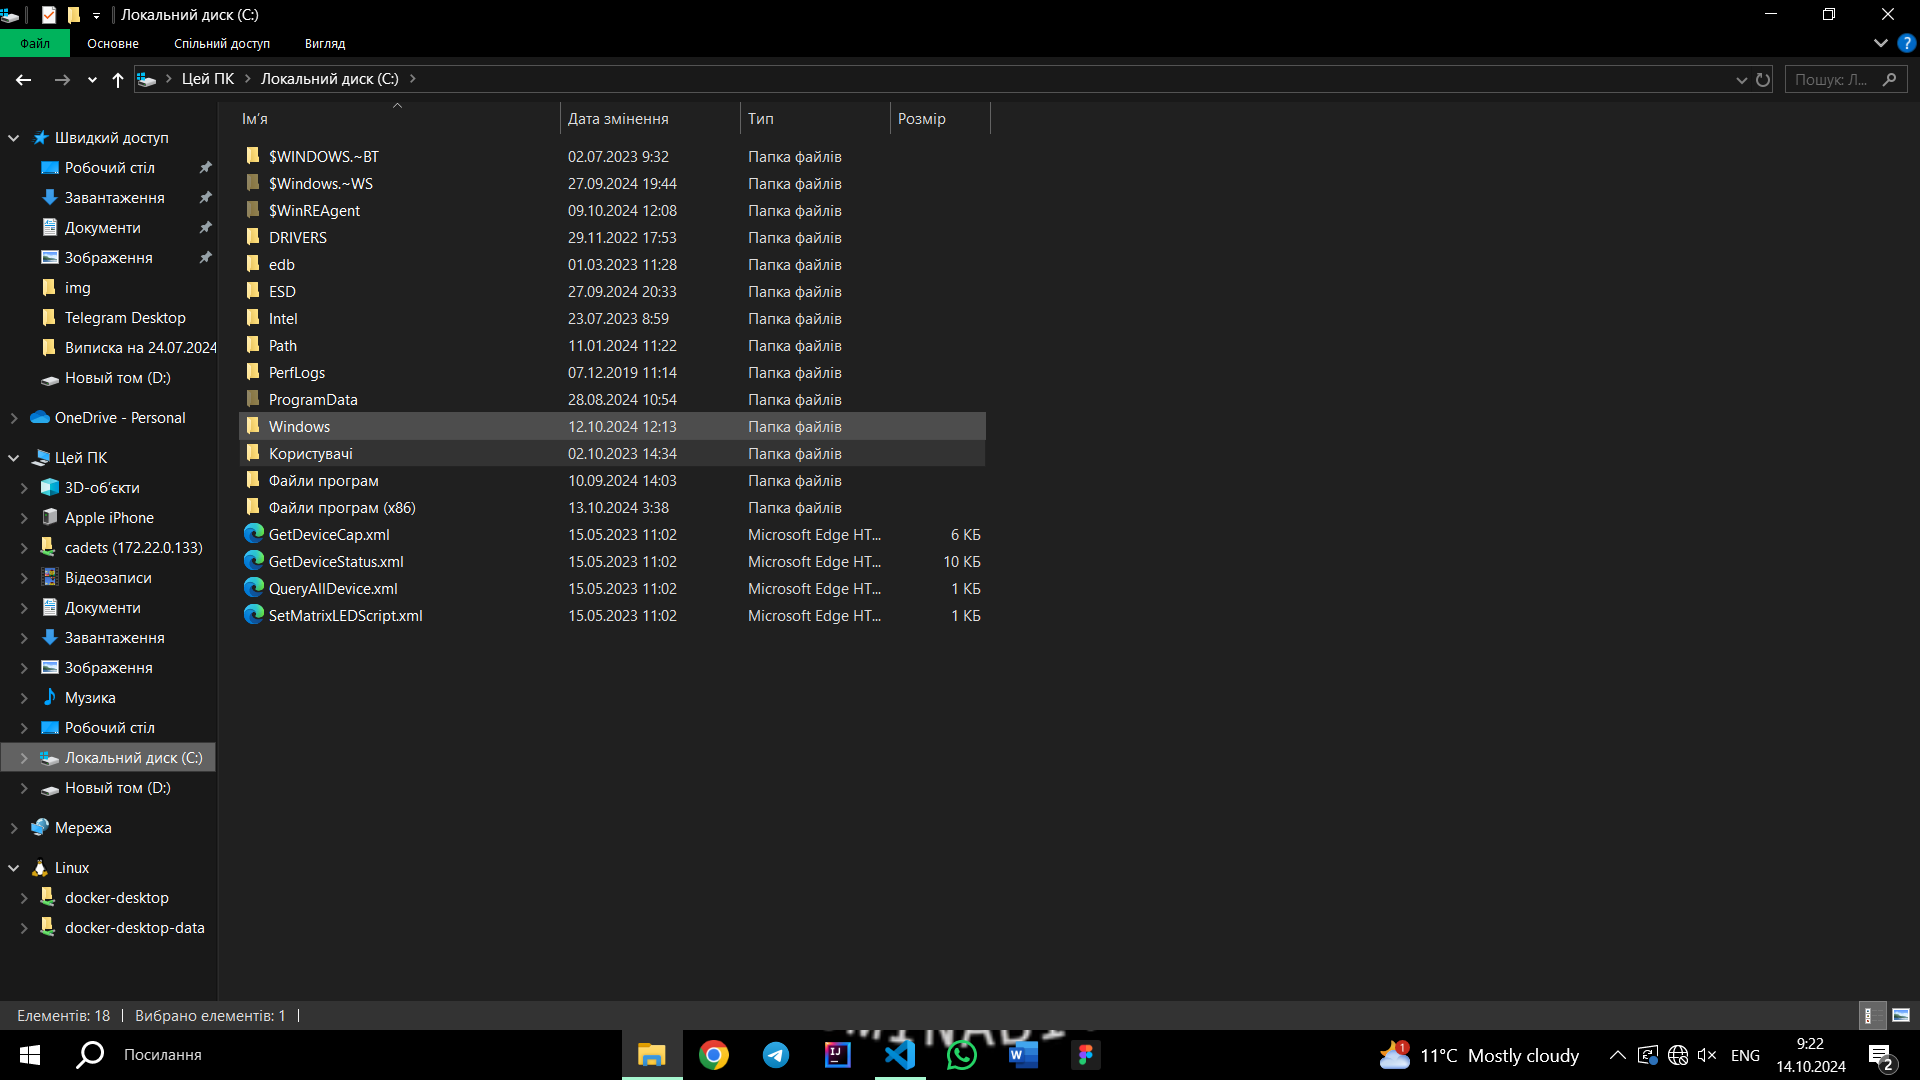 Локальний диск (C:)
Файл Основне Спільний доступ Вигляд
Цей ПК Локальний диск (C:) Пошук: Л...
Ім'я Дата змінення Тип Розмір
Швидкий доступ
Робочий стіл
Завантаження
Документи
Зображення
img
Telegram Desktop
Виписка на 24.07.2024
Новый том (D:)
OneDrive - Personal
Цей ПК
3D-об'єкти
Apple iPhone
cadets (172.22.0.133)
Відеозаписи
Документи
Завантаження
Зображення
Музика
Робочий стіл
Локальний диск (C:)
Новый том (D:)
Мережа
Linux
docker-desktop
docker-desktop-data
$WINDOWS.~BT 02.07.2023 9:32 Папка файлів
$Windows.~WS 27.09.2024 19:44 Папка файлів
$WinREAgent 09.10.2024 12:08 Папка файлів
DRIVERS 29.11.2022 17:53 Папка файлів
edb 01.03.2023 11:28 Папка файлів
ESD 27.09.2024 20:33 Папка файлів
Intel 23.07.2023 8:59 Папка файлів
Path 11.01.2024 11:22 Папка файлів
PerfLogs 07.12.2019 11:14 Папка файлів
ProgramData 28.08.2024 10:54 Папка файлів
Windows 12.10.2024 12:13 Папка файлів
Користувачі 02.10.2023 14:34 Папка файлів
Файли програм 10.09.2024 14:03 Папка файлів
Файли програм (x86) 13.10.2024 3:38 Папка файлів
GetDeviceCap.xml 15.05.2023 11:02 Microsoft Edge HT... 6 КБ
GetDeviceStatus.xml 15.05.2023 11:02 Microsoft Edge HT... 10 КБ
QueryAllDevice.xml 15.05.2023 11:02 Microsoft Edge HT... 1 КБ
SetMatrixLEDScript.xml 15.05.2023 11:02 Microsoft Edge HT... 1 КБ
Елементів: 18 Вибрано елементів: 1
Посилання
11°C Mostly cloudy ENG
9:22
14.10.2024
2